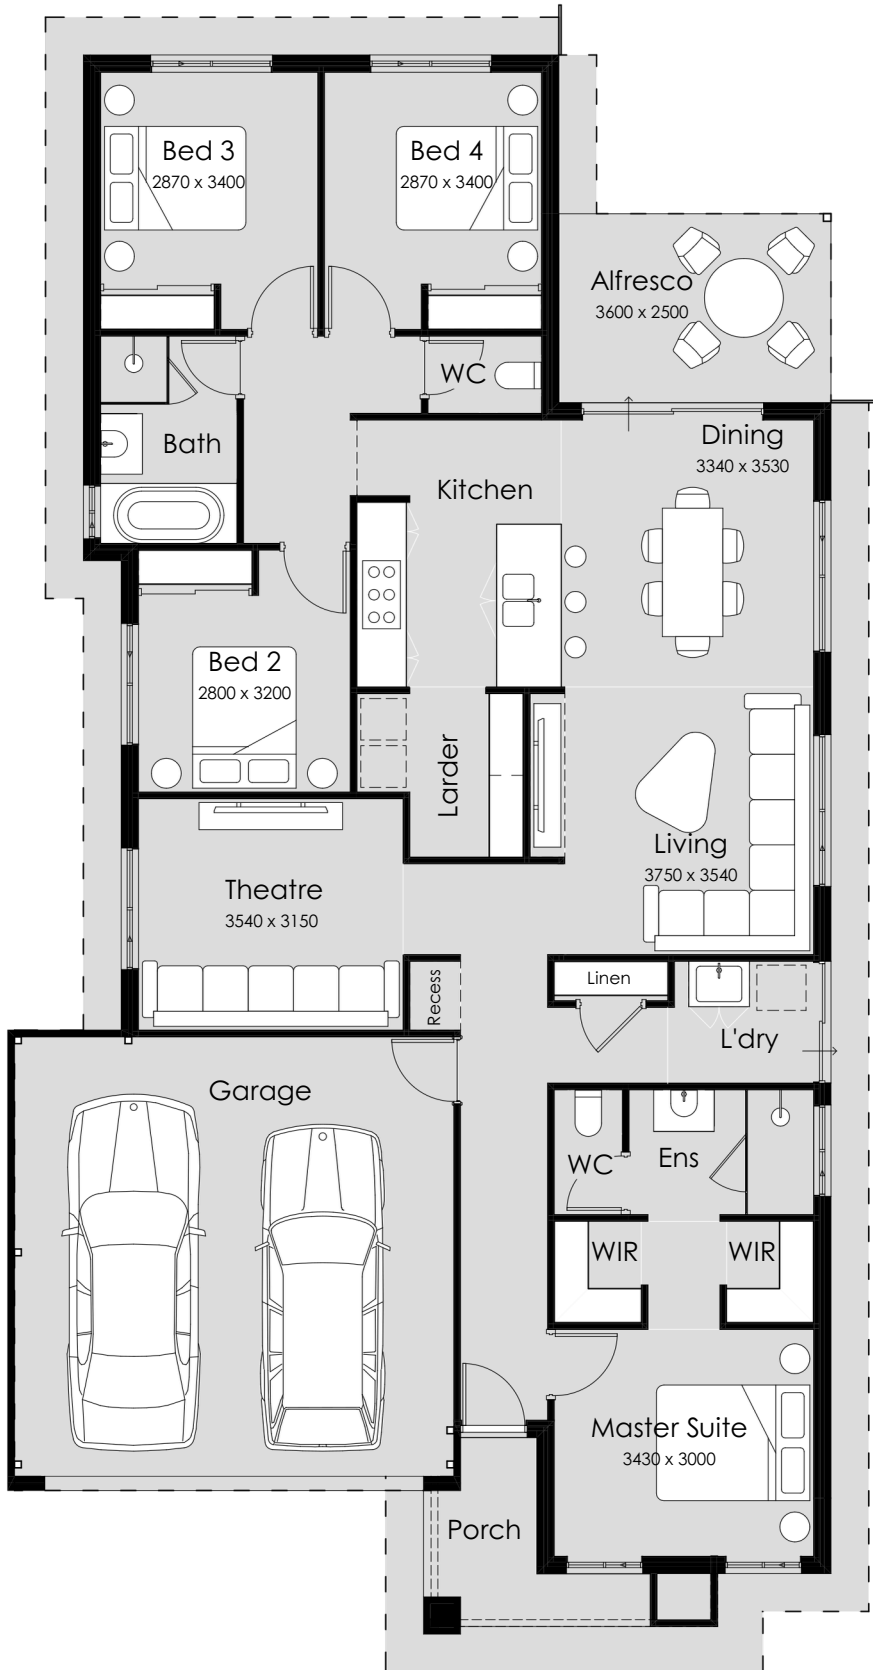 Bed 3
2870 x 3400
Bed 4
2870 x 3400
Alfresco
3600 x 2500
WC
Bath
Dining
3340 x 3530
Kitchen
Bed 2
2800 x 3200
Larder
Living
3750 x 3540
Theatre
3540 x 3150
Recess
Linen
L'dry
Garage
WC
Ens
WIR
WIR
Master Suite
3430 x 3000
Porch